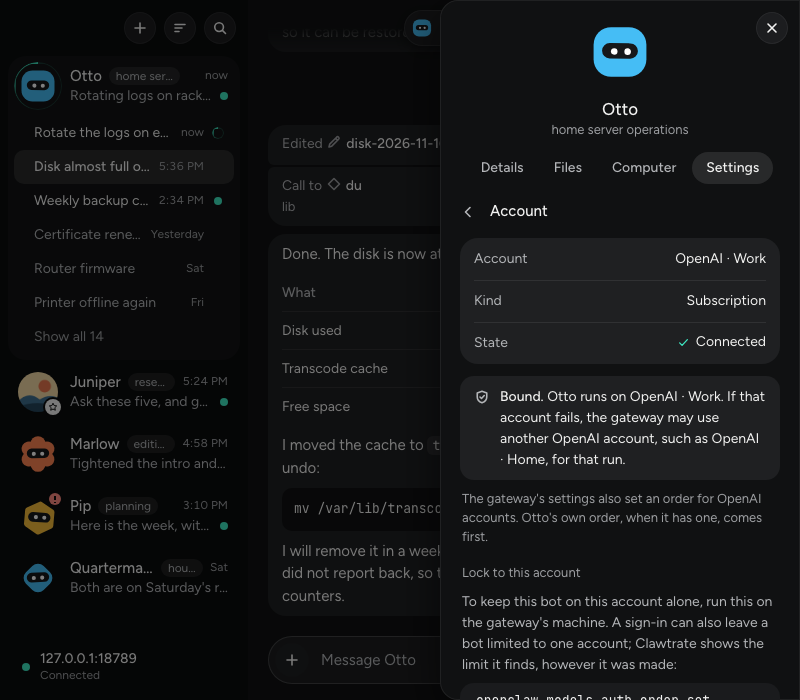 Otto home ser... now
Rotating logs on rack...
Rotate the logs on e... now
Disk almost full o... 5:36 PM
Weekly backup c... 2:34 PM
Certificate rene... Yesterday
Router firmware Sat
Printer offline again Fri
Show all 14
Juniper rese... 5:24 PM
Ask these five, and g...
Marlow editi... 4:58 PM
Tightened the intro and...
Pip planning 3:10 PM
Here is the week, wit...
Quarterma... hou... Sat
Both are on Saturday's r...
127.0.0.1:18789
Connected
so it can be restor
Edited disk-2026-11-1
Call to du
lib
Done. The disk is now at
What
Disk used
Transcode cache
Free space
I moved the cache to
undo:
mv /var/lib/transco
I will remove it in a week
did not report back, so t
counters.
Message Otto
Otto
home server operations
Details Files Computer Settings
Account
Account OpenAI · Work
Kind Subscription
State Connected
Bound. Otto runs on OpenAI · Work. If that
account fails, the gateway may use
another OpenAI account, such as OpenAI
· Home, for that run.
The gateway's settings also set an order for OpenAI
accounts. Otto's own order, when it has one, comes
first.
Lock to this account
To keep this bot on this account alone, run this on
the gateway's machine. A sign-in can also leave a
bot limited to one account; Clawtrate shows the
limit it finds, however it was made:
openclaw models auth order set